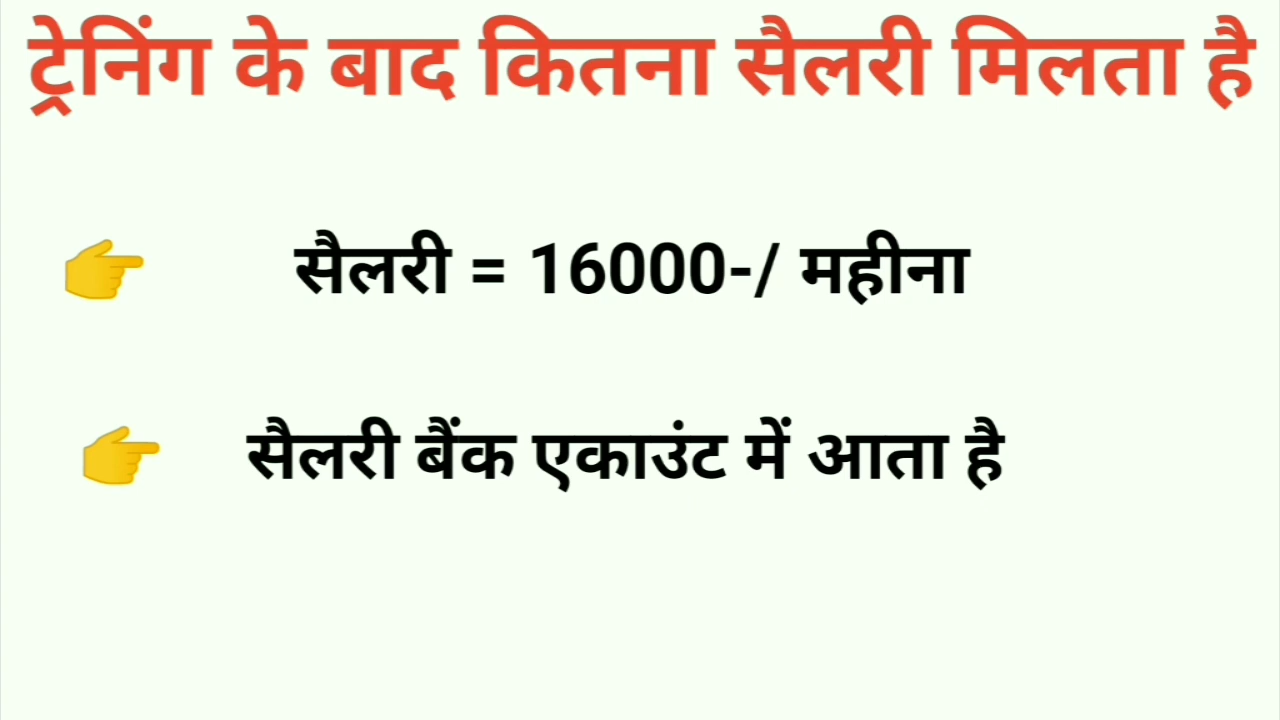 ट्रेनिंग के बाद कितना सैलरी मिलता है
👉 सैलरी = 16000-/ महीना
👉 सैलरी बैंक एकाउंट में आता है